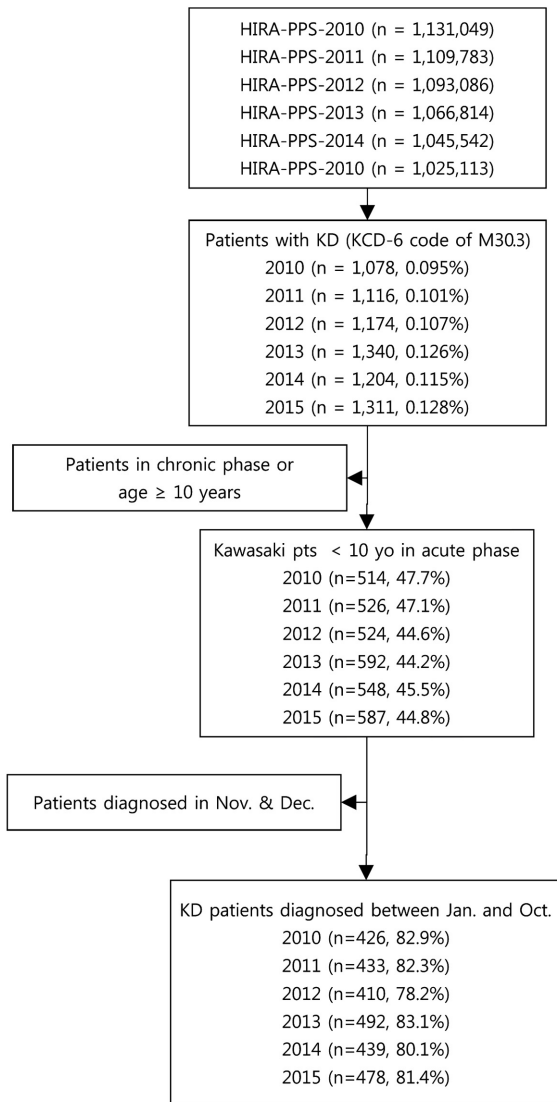 HIRA-PPS-2010 (n = 1,131,049)
HIRA-PPS-2011 (n = 1,109,783)
HIRA-PPS-2012 (n = 1,093,086)
HIRA-PPS-2013 (n = 1,066,814)
HIRA-PPS-2014 (n = 1,045,542)
HIRA-PPS-2010 (n = 1,025,113)
Patients with KD (KCD-6 code of M30.3)
2010 (n = 1,078, 0.095%)
2011 (n = 1,116, 0.101%)
2012 (n = 1,174, 0.107%)
2013 (n = 1,340, 0.126%)
2014 (n = 1,204, 0.115%)
2015 (n = 1,311, 0.128%)
Patients in chronic phase or
age ≥ 10 years
Kawasaki pts < 10 yo in acute phase
2010 (n=514, 47.7%)
2011 (n=526, 47.1%)
2012 (n=524, 44.6%)
2013 (n=592, 44.2%)
2014 (n=548, 45.5%)
2015 (n=587, 44.8%)
Patients diagnosed in Nov. & Dec.
KD patients diagnosed between Jan. and Oct.
2010 (n=426, 82.9%)
2011 (n=433, 82.3%)
2012 (n=410, 78.2%)
2013 (n=492, 83.1%)
2014 (n=439, 80.1%)
2015 (n=478, 81.4%)